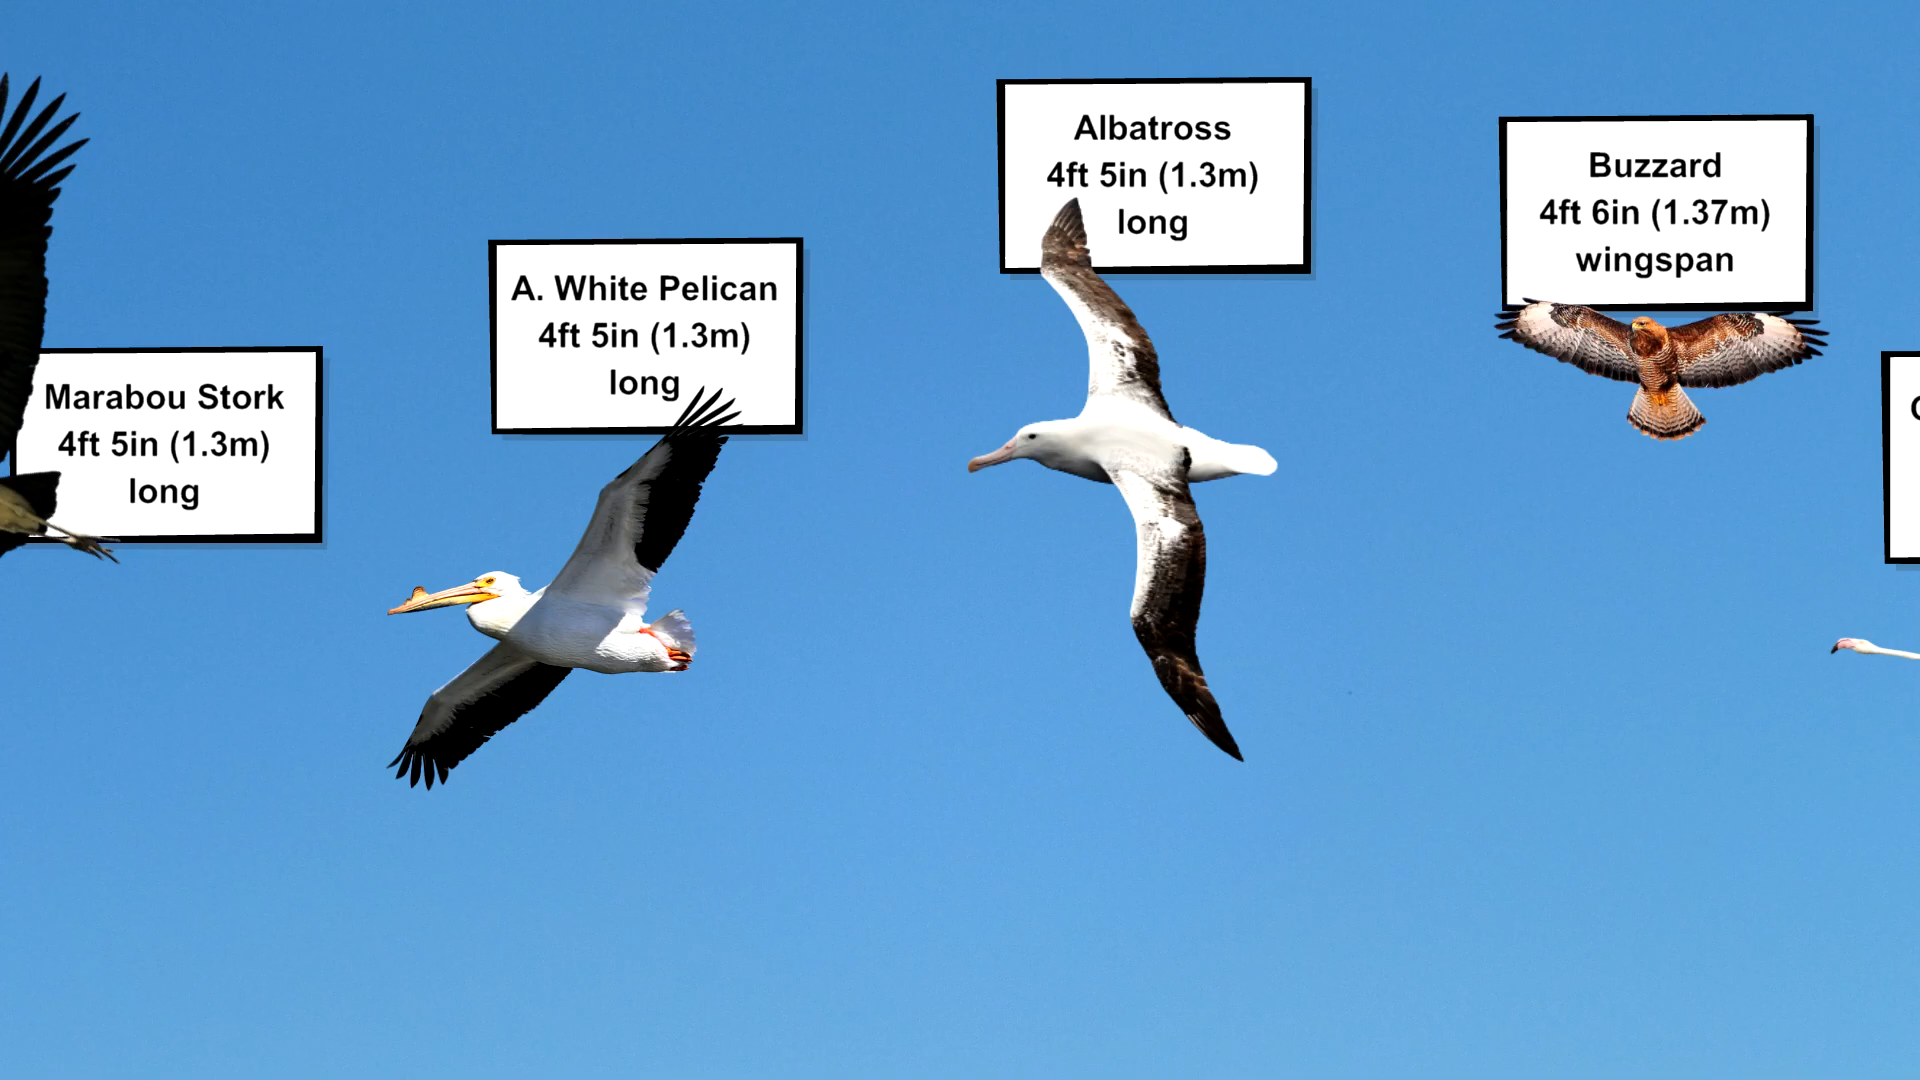 Marabou Stork
4ft 5in (1.3m)
long
A. White Pelican
4ft 5in (1.3m)
long
Albatross
4ft 5in (1.3m)
long
Buzzard
4ft 6in (1.37m)
wingspan